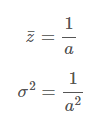 z̄ = 1/a
σ² = 1/a²